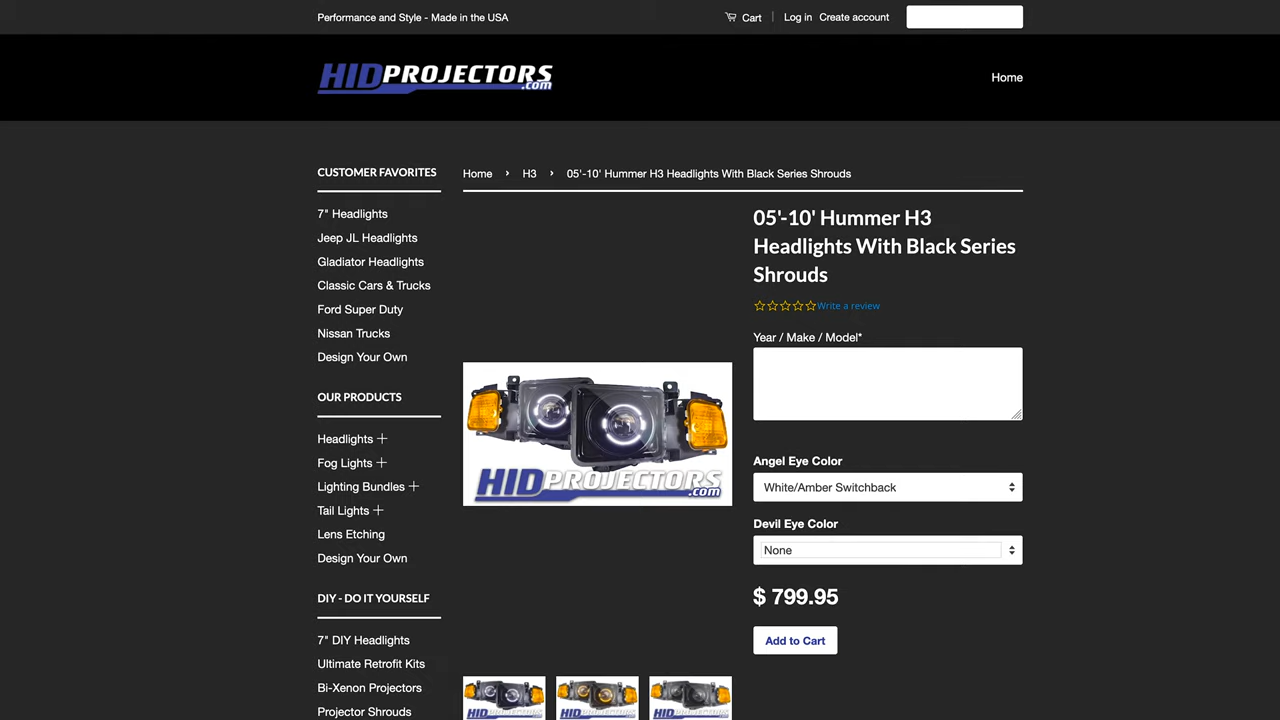 Performance and Style - Made in the USA
Cart
Log in
Create account
HIDPROJECTORS.com
Home
CUSTOMER FAVORITES
7" Headlights
Jeep JL Headlights
Gladiator Headlights
Classic Cars & Trucks
Ford Super Duty
Nissan Trucks
Design Your Own
OUR PRODUCTS
Headlights
Fog Lights
Lighting Bundles
Tail Lights
Lens Etching
Design Your Own
DIY - DO IT YOURSELF
7" DIY Headlights
Ultimate Retrofit Kits
Bi-Xenon Projectors
Projector Shrouds
Home › H3 › 05'-10' Hummer H3 Headlights With Black Series Shrouds
HIDPROJECTORS.com
HIDPROJECTORS
HIDPROJECTORS
HIDPROJECTORS
05'-10' Hummer H3
Headlights With Black Series
Shrouds
Write a review
Year / Make / Model*
Angel Eye Color
White/Amber Switchback
Devil Eye Color
None
$ 799.95
Add to Cart